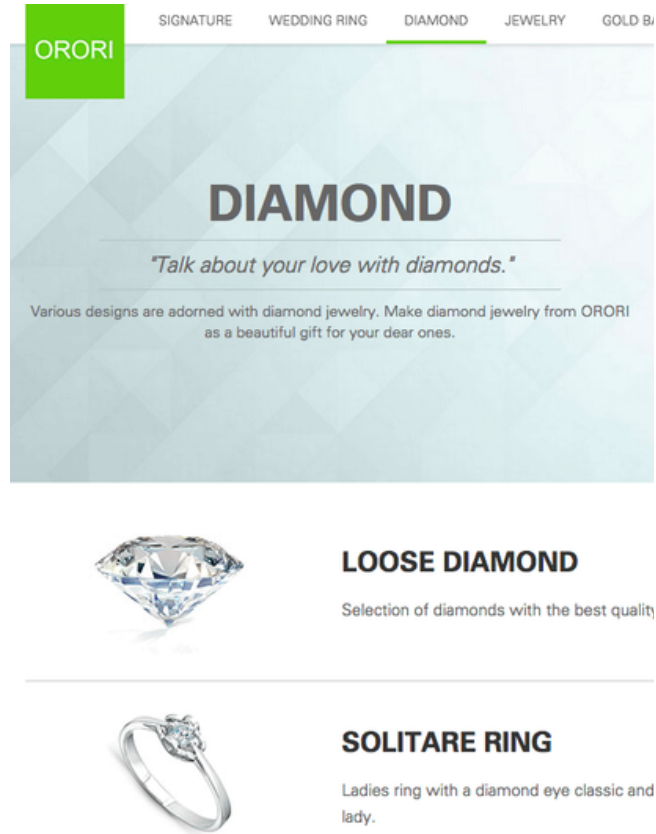 ORORI
SIGNATURE
WEDDING RING
DIAMOND
JEWELRY
GOLD
DIAMOND
"Talk about your love with diamonds."
Various designs are adorned with diamond jewelry. Make diamond jewelry from ORORI
as a beautiful gift for your dear ones.
LOOSE DIAMOND
Selection of diamonds with the best quality
SOLITARE RING
Ladies ring with a diamond eye classic and
lady.